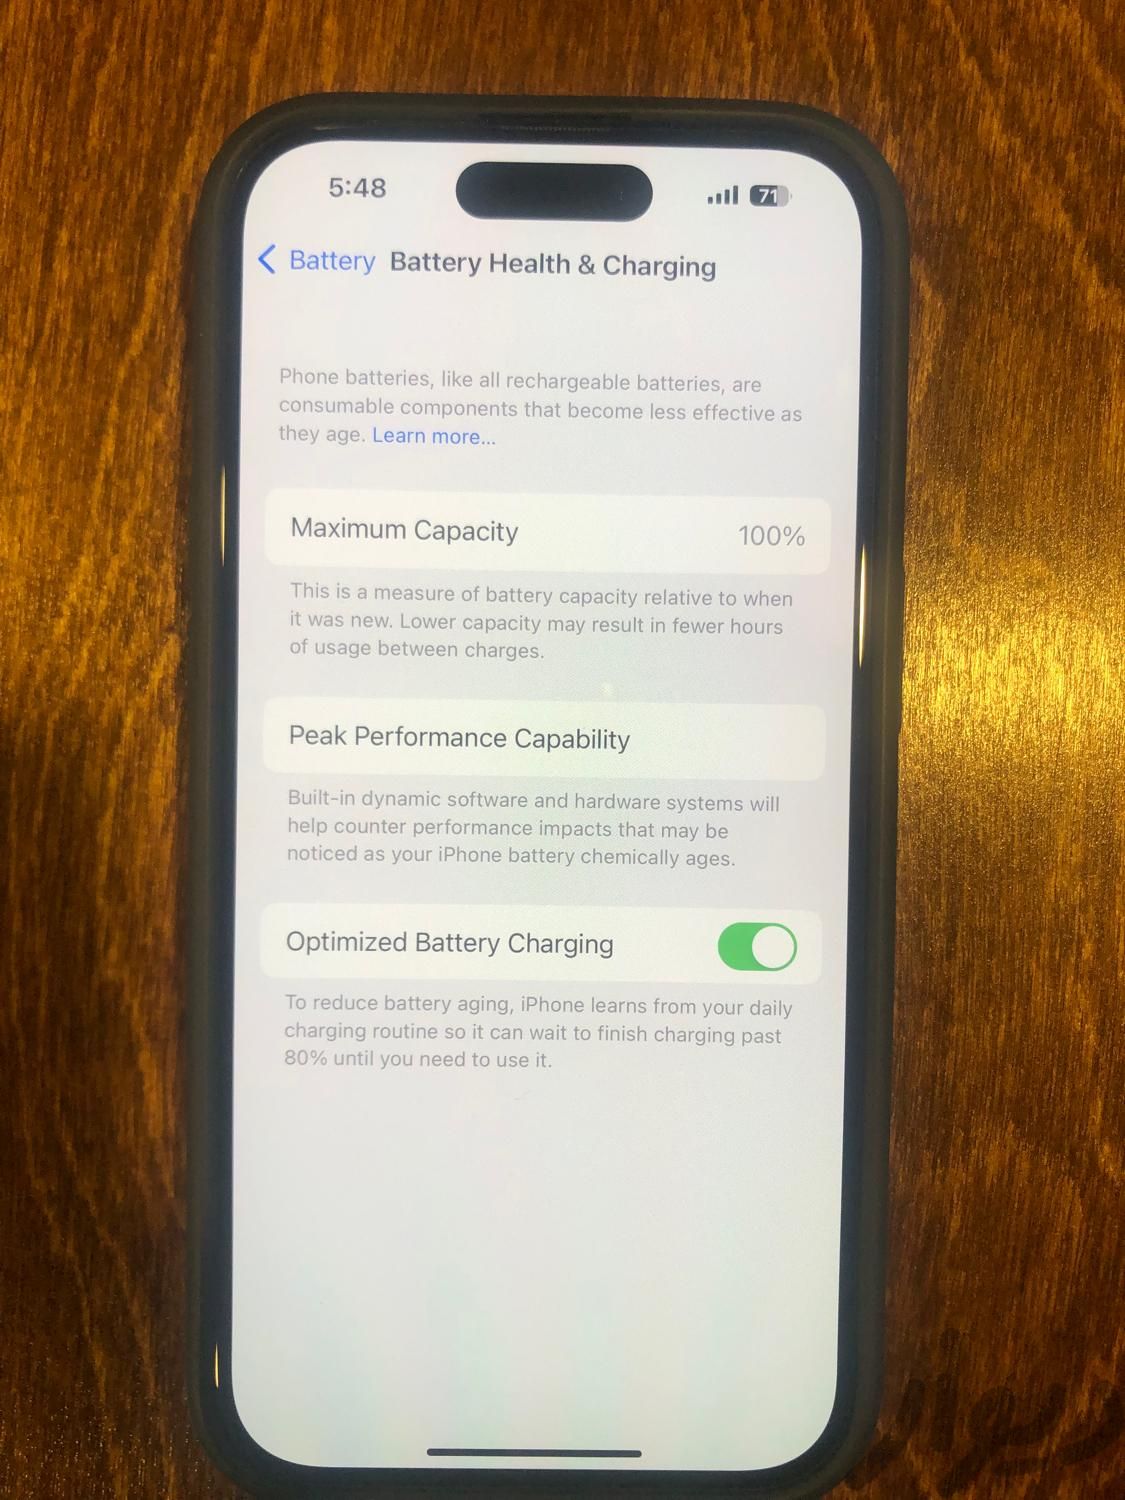 5:48
71
Battery Battery Health & Charging
Phone batteries, like all rechargeable batteries, are
consumable components that become less effective as
they age. Learn more...
Maximum Capacity 100%
This is a measure of battery capacity relative to when
it was new. Lower capacity may result in fewer hours
of usage between charges.
Peak Performance Capability
Built-in dynamic software and hardware systems will
help counter performance impacts that may be
noticed as your iPhone battery chemically ages.
Optimized Battery Charging
To reduce battery aging, iPhone learns from your daily
charging routine so it can wait to finish charging past
80% until you need to use it.